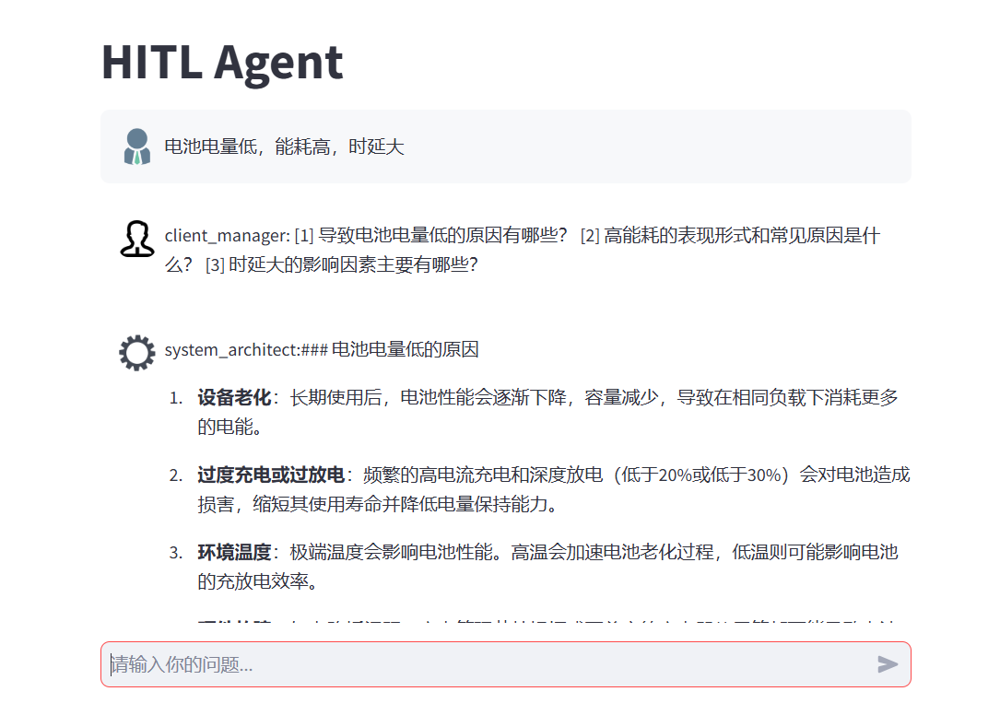 HITL Agent
电池电量低，能耗高，时延大
client_manager: [1] 导致电池电量低的原因有哪些？ [2] 高能耗的表现形式和常见原因是什
么？ [3] 时延大的影响因素主要有哪些？
system_architect:### 电池电量低的原因
1. 设备老化：长期使用后，电池性能会逐渐下降，容量减少，导致在相同负载下消耗更多
的电能。
2. 过度充电或过放电：频繁的高电流充电和深度放电（低于20%或低于30%）会对电池造成
损害，缩短其使用寿命并降低电量保持能力。
3. 环境温度：极端温度会影响电池性能。高温会加速电池老化过程，低温则可能影响电池
的充放电效率。
请输入你的问题...